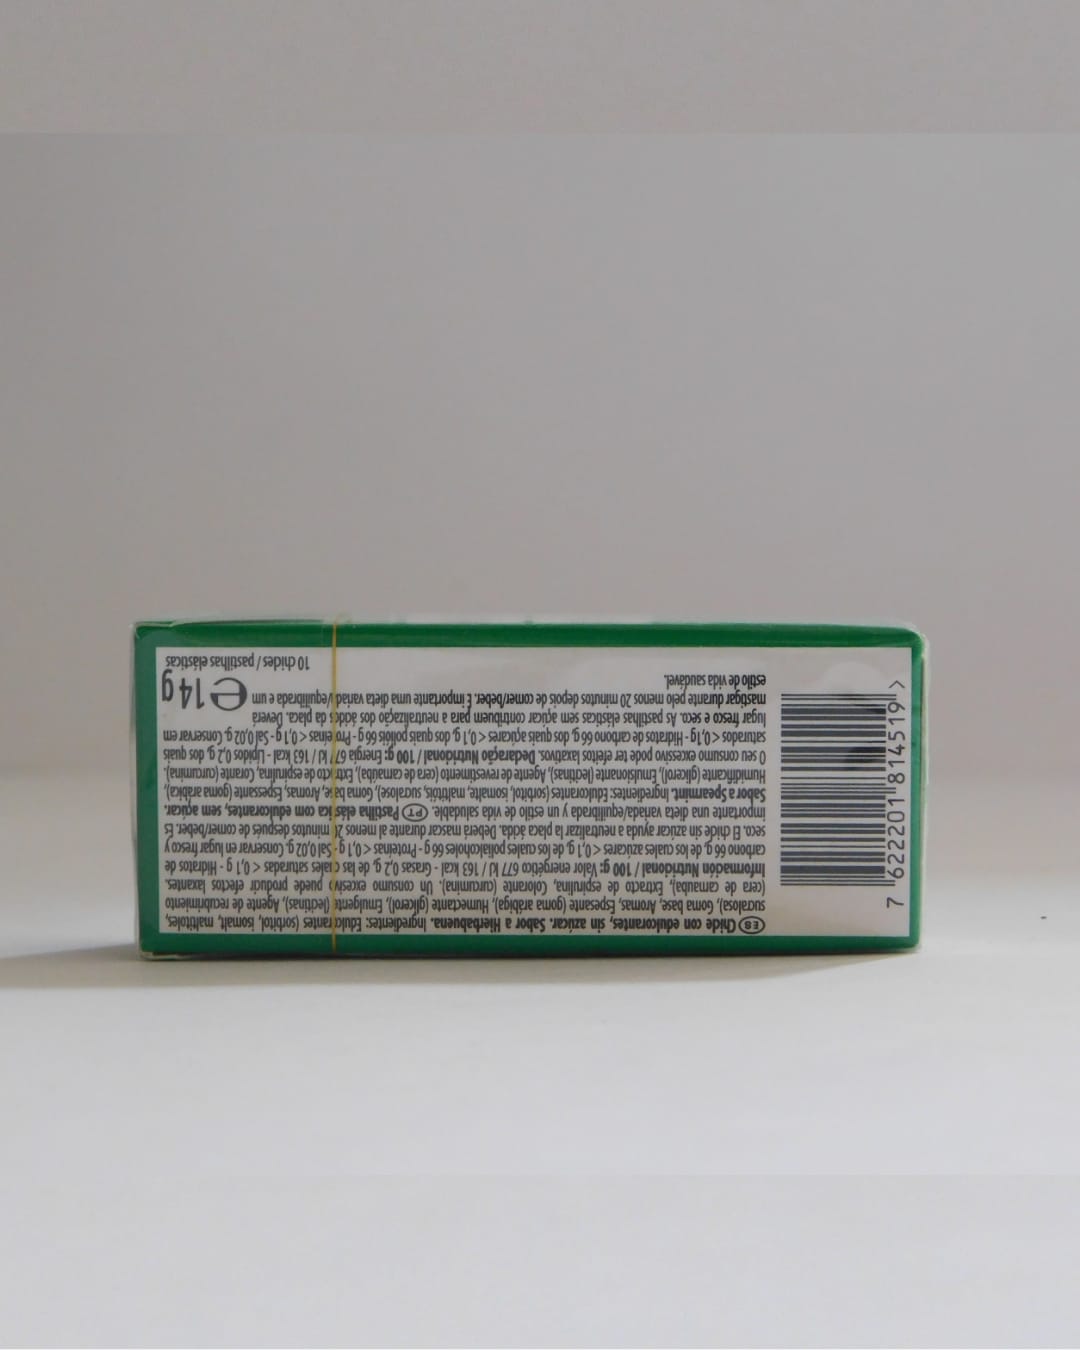 ES Chicle con edulcorantes, sin azúcar. Sabor a Hierbabuena. Ingredientes: Edulcorantes (sorbitol, isomalt, maltitoles,
sucralosa), Goma base, Aromas, Espesante (goma arábiga), Humectante (glicerol), Emulgente (lecitinas), Agente de recubrimiento
(cera de carnauba), Extracto de espirulina, Colorante (curcumina). Un consumo excesivo puede producir efectos laxantes.
Información Nutricional / 100 g: Valor energético 677 kJ / 163 kcal - Grasas 0,2 g, de las cuales saturadas < 0,1 g - Hidratos de
carbono 66 g, de los cuales azúcares < 0,1 g, de los cuales polialcoholes 66 g - Proteínas < 0,1 g - Sal 0,02 g. Conservar en lugar fresco y
seco. El chicle sin azúcar ayuda a neutralizar la placa ácida. Deberá mascar durante al menos 20 minutos después de comer/beber. Es
importante una dieta variada/equilibrada y un estilo de vida saludable. PT Pastilha elástica com edulcorantes, sem açúcar.
Sabor a Spearmint. Ingredientes: Edulcorantes (sorbitol, isomalte, maltitóis, sucralose), Goma base, Aromas, Espessante (goma arábica),
Humidificante (glicerol), Emulsionante (lecitinas), Agente de revestimento (cera de carnaúba), Extracto de espirulina, Corante (curcumina).
O seu consumo excessivo pode ter efeitos laxativos. Declaração Nutricional / 100 g: Energia 677 kJ / 163 kcal - Lípidos 0,2 g, dos quais
saturados < 0,1g - Hidratos de carbono 66 g, dos quais açúcares < 0,1 g, dos quais polióis 66 g - Proteínas < 0,1 g - Sal 0,02 g. Conservar em
lugar fresco e seco. As pastilhas elásticas sem açúcar contribuem para a neutralização dos ácidos da placa. Deverá
mastigar durante pelo menos 20 minutos depois de comer/beber. É importante uma dieta variada/equilibrada e um
estilo de vida saudável.
℮14 g
10 chicles / pastilhas elásticas
7 622201 814519 >